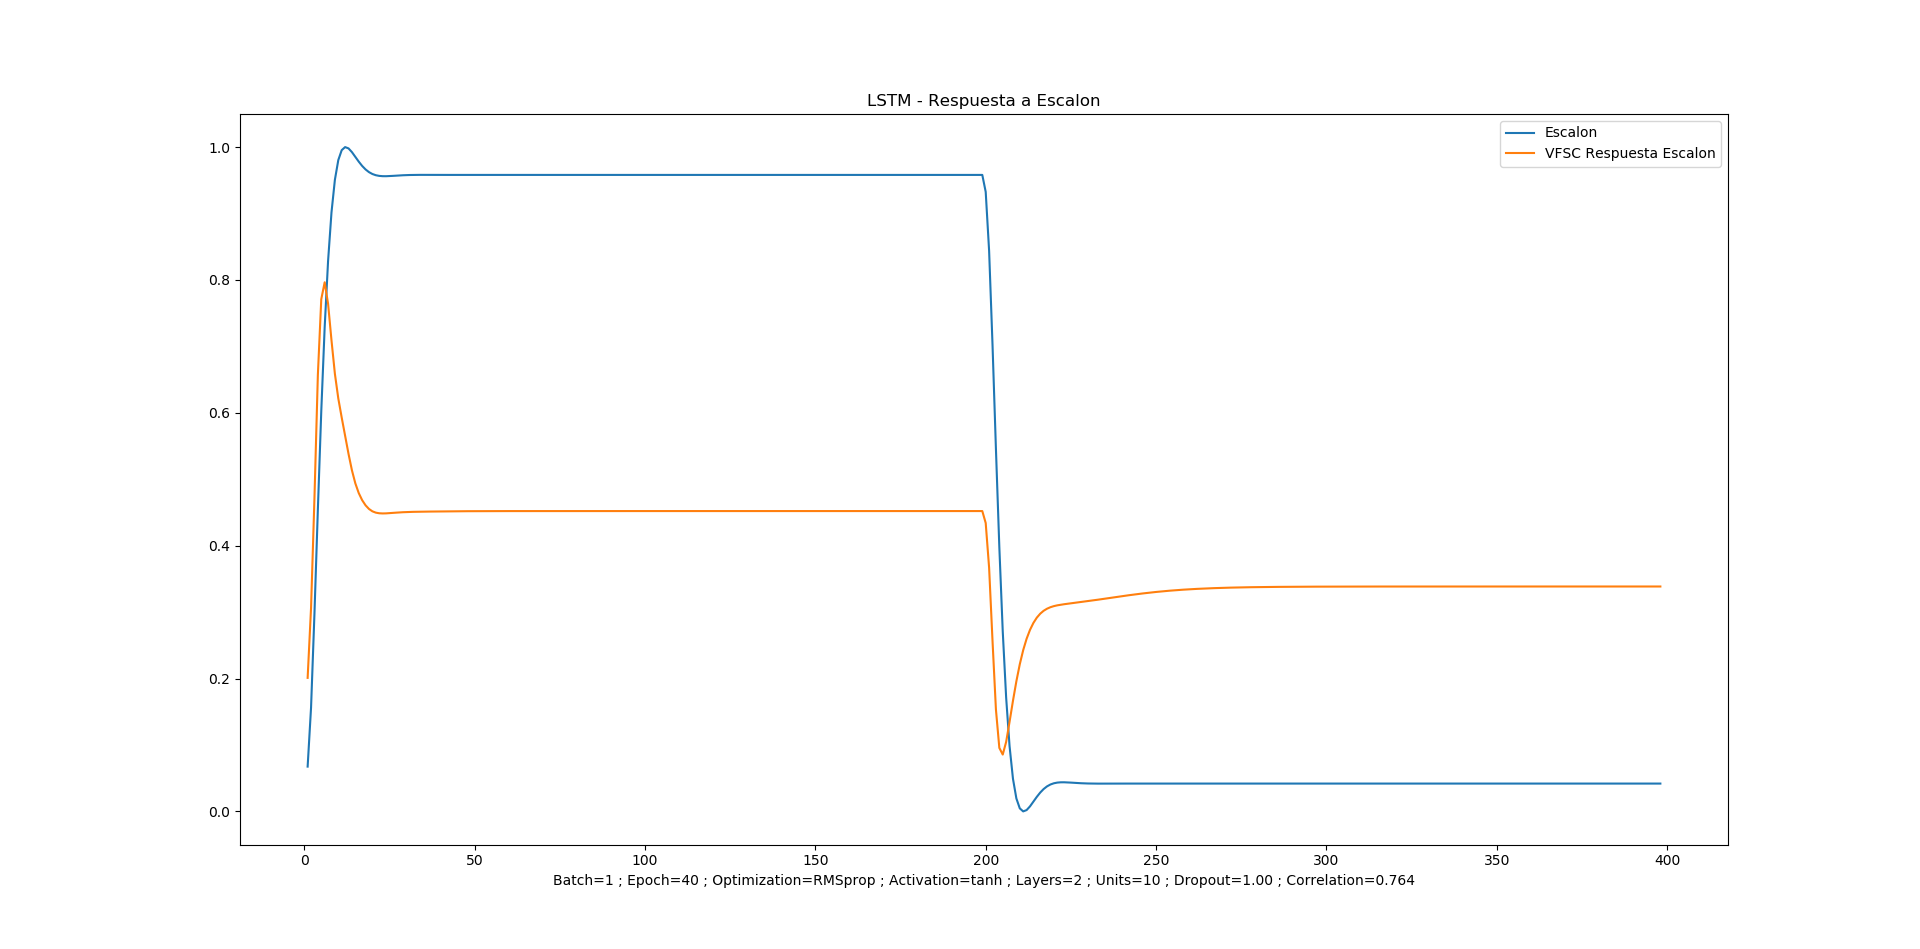 LSTM - Respuesta a Escalon
Escalon
VFSC Respuesta Escalon
1.0
0.8
0.6
0.4
0.2
0.0
0 50 100 150 200 250 300 350 400
Batch=1 ; Epoch=40 ; Optimization=RMSprop ; Activation=tanh ; Layers=2 ; Units=10 ; Dropout=1.00 ; Correlation=0.764